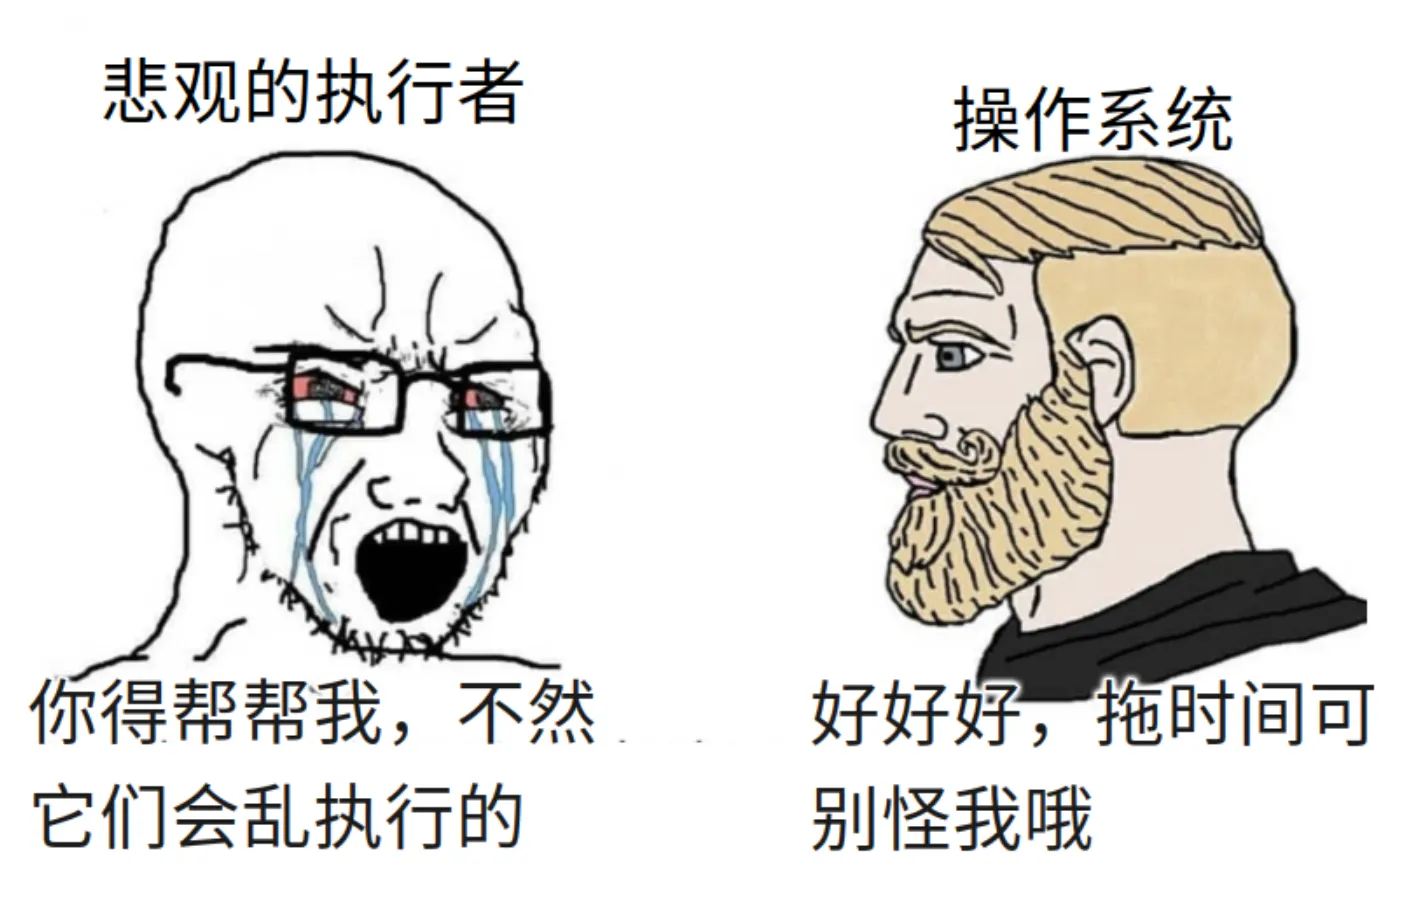 悲观的执行者
操作系统
你得帮帮我，不然
它们会乱执行的
好好好，拖时间可
别怪我哦